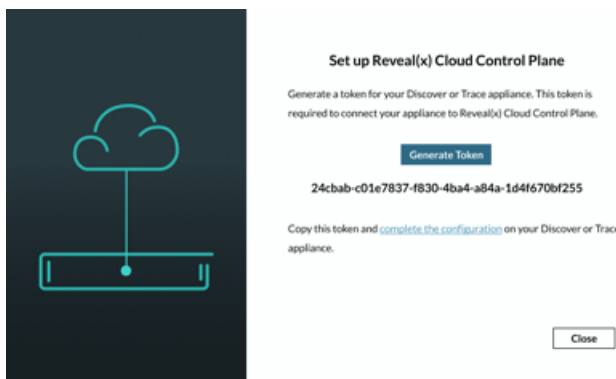 Set up Reveal(x) Cloud Control Plane
Generate a token for your Discover or Trace appliance. This token is
required to connect your appliance to Reveal(x) Cloud Control Plane.
Generate Token
24cbab-c01e7837-f830-4ba4-a84a-1d4f670bf255
Copy this token and complete the configuration on your Discover or Trace
appliance.
Close